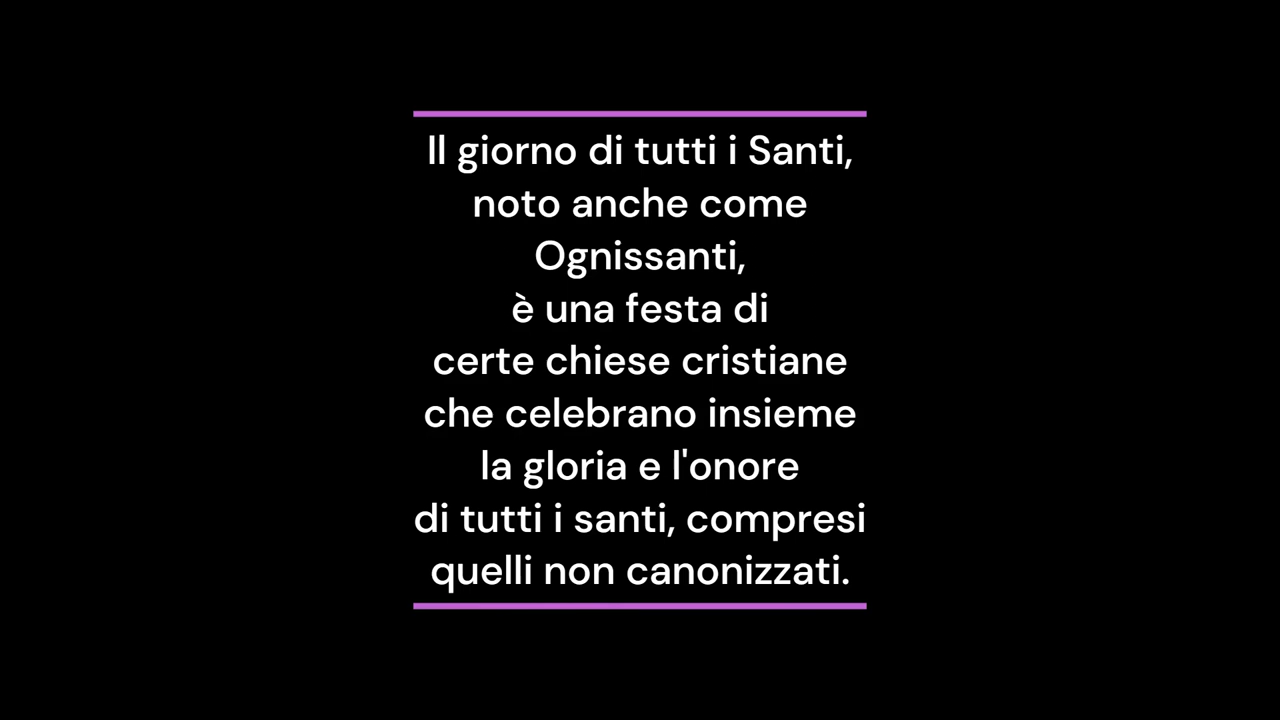 Il giorno di tutti i Santi,
noto anche come
Ognissanti,
è una festa di
certe chiese cristiane
che celebrano insieme
la gloria e l'onore
di tutti i santi, compresi
quelli non canonizzati.